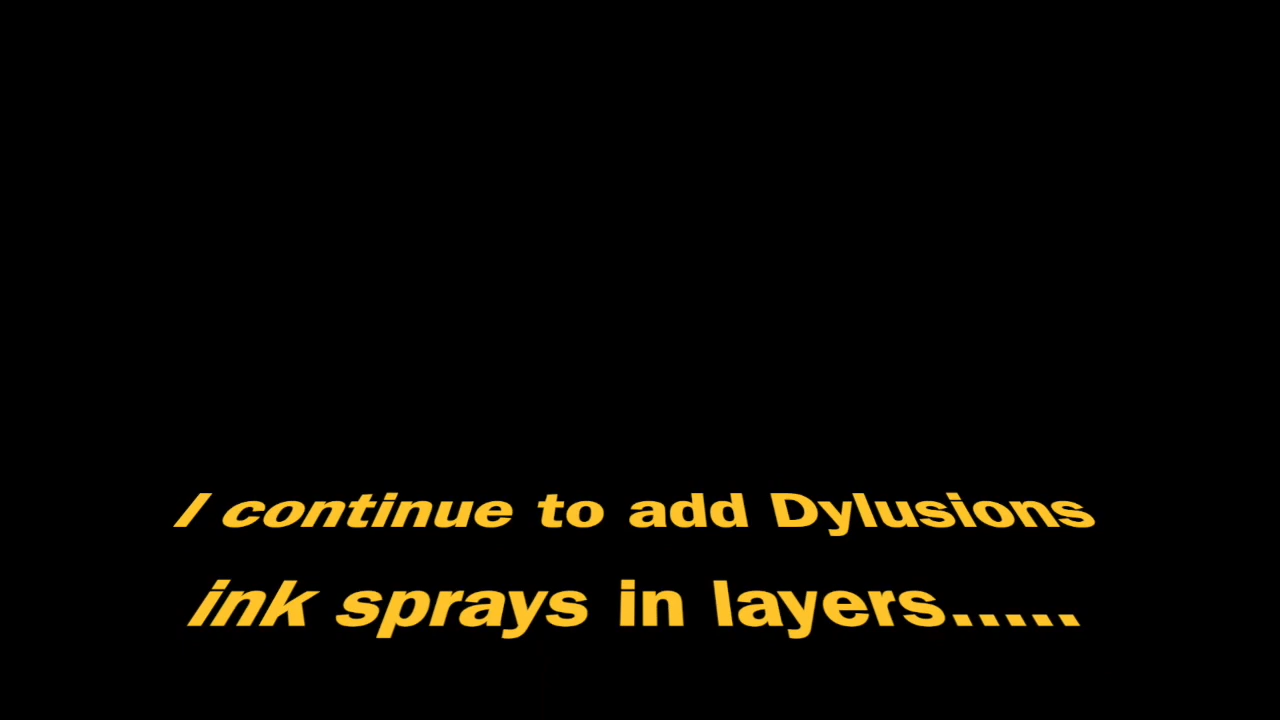 I continue to add Dylusions
ink sprays in layers.....